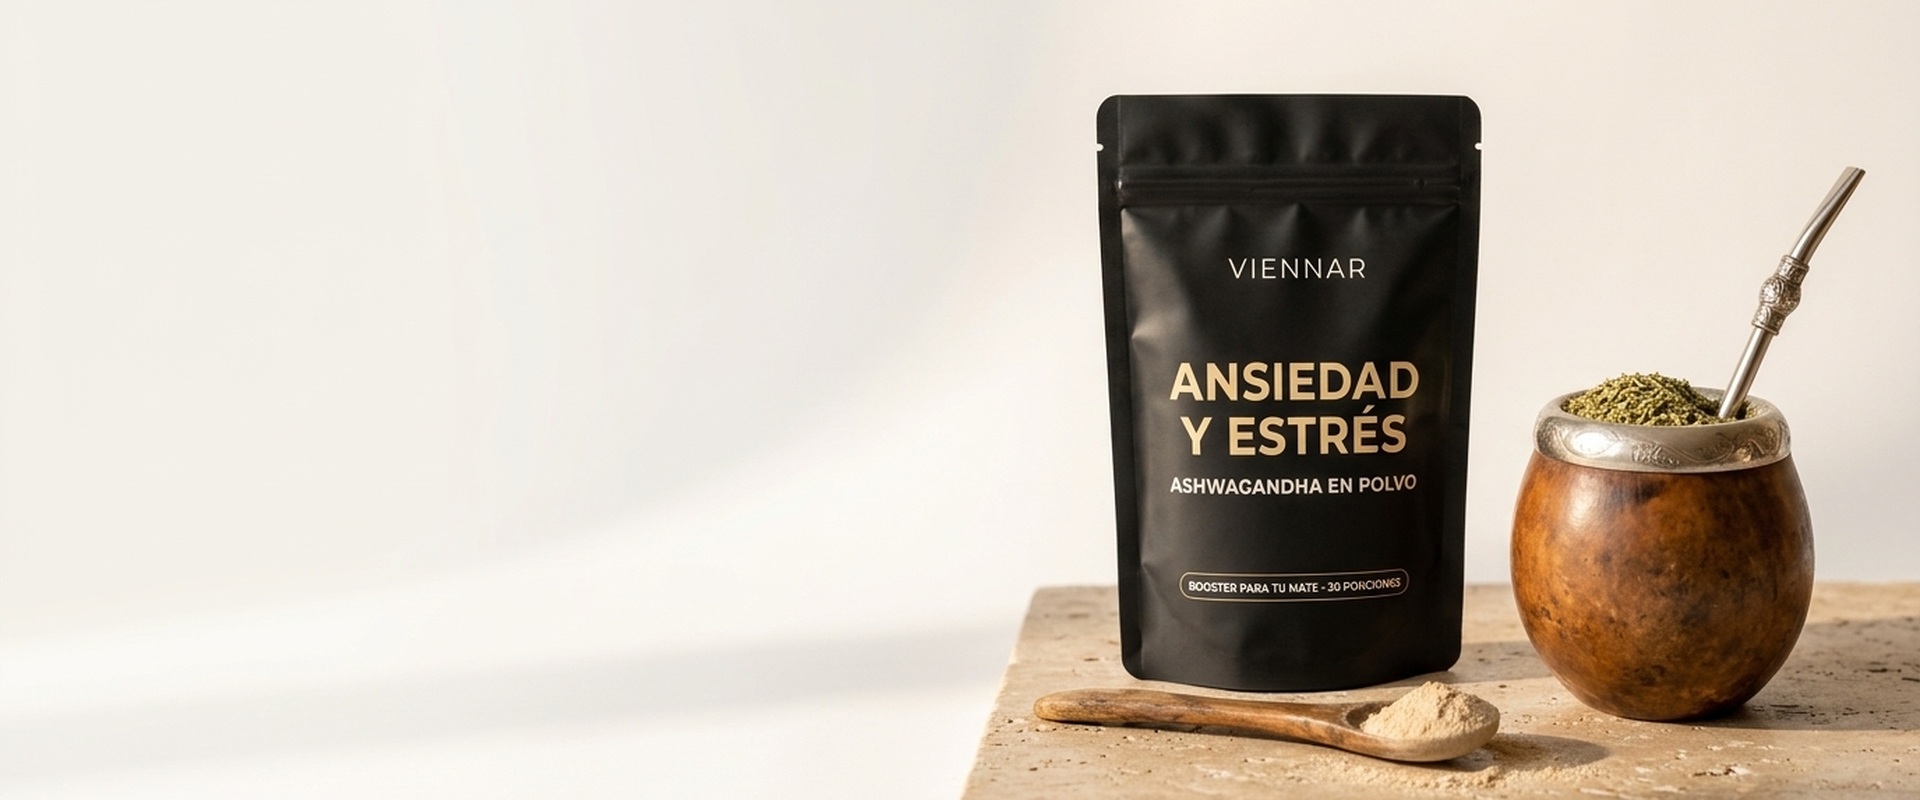 VIENNAR
ANSIEDAD
Y ESTRÉS
ASHWAGANDHA EN POLVO
BOOSTER PARA TU MATE - 30 PORCIONES